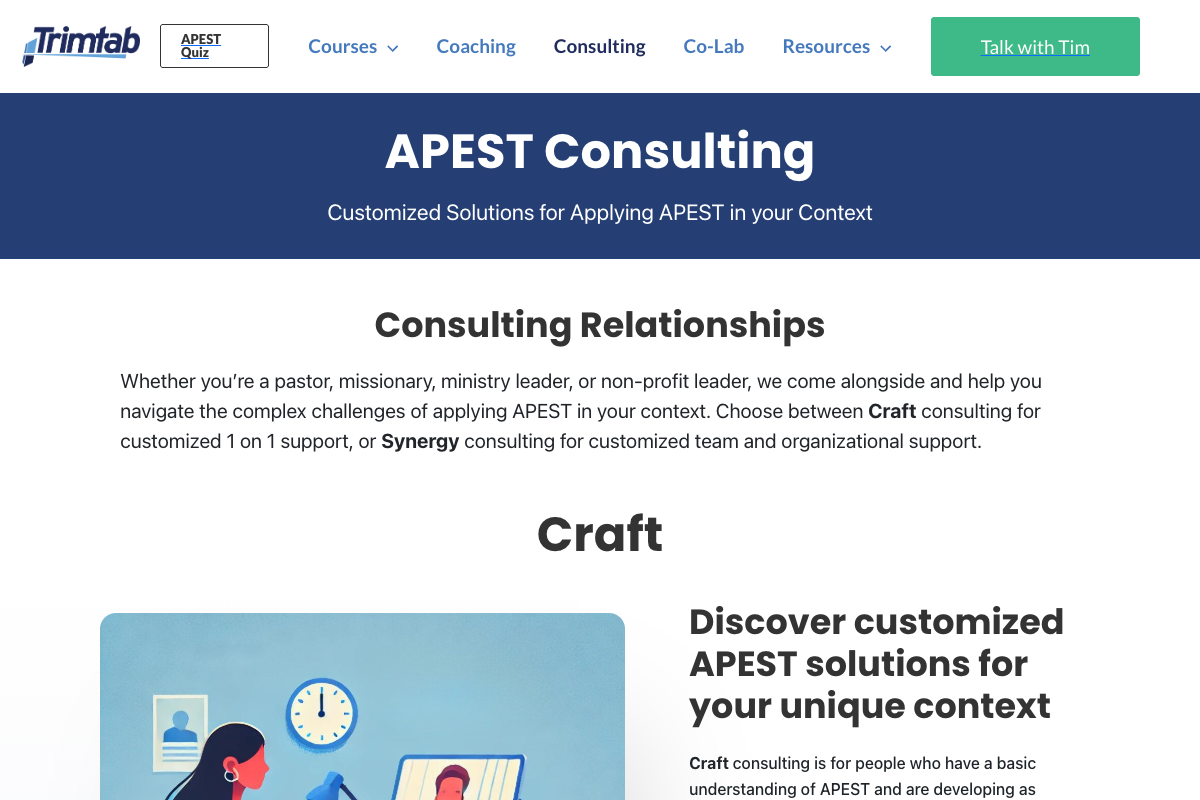 Trimtab
APEST
Quiz
Courses
Coaching
Consulting
Co-Lab
Resources
Talk with Tim
APEST Consulting
Customized Solutions for Applying APEST in your Context
Consulting Relationships
Whether you’re a pastor, missionary, ministry leader, or non-profit leader, we come alongside and help you
navigate the complex challenges of applying APEST in your context. Choose between Craft consulting for
customized 1 on 1 support, or Synergy consulting for customized team and organizational support.
Craft
Discover customized
APEST solutions for
your unique context
Craft consulting is for people who have a basic
understanding of APEST and are developing as